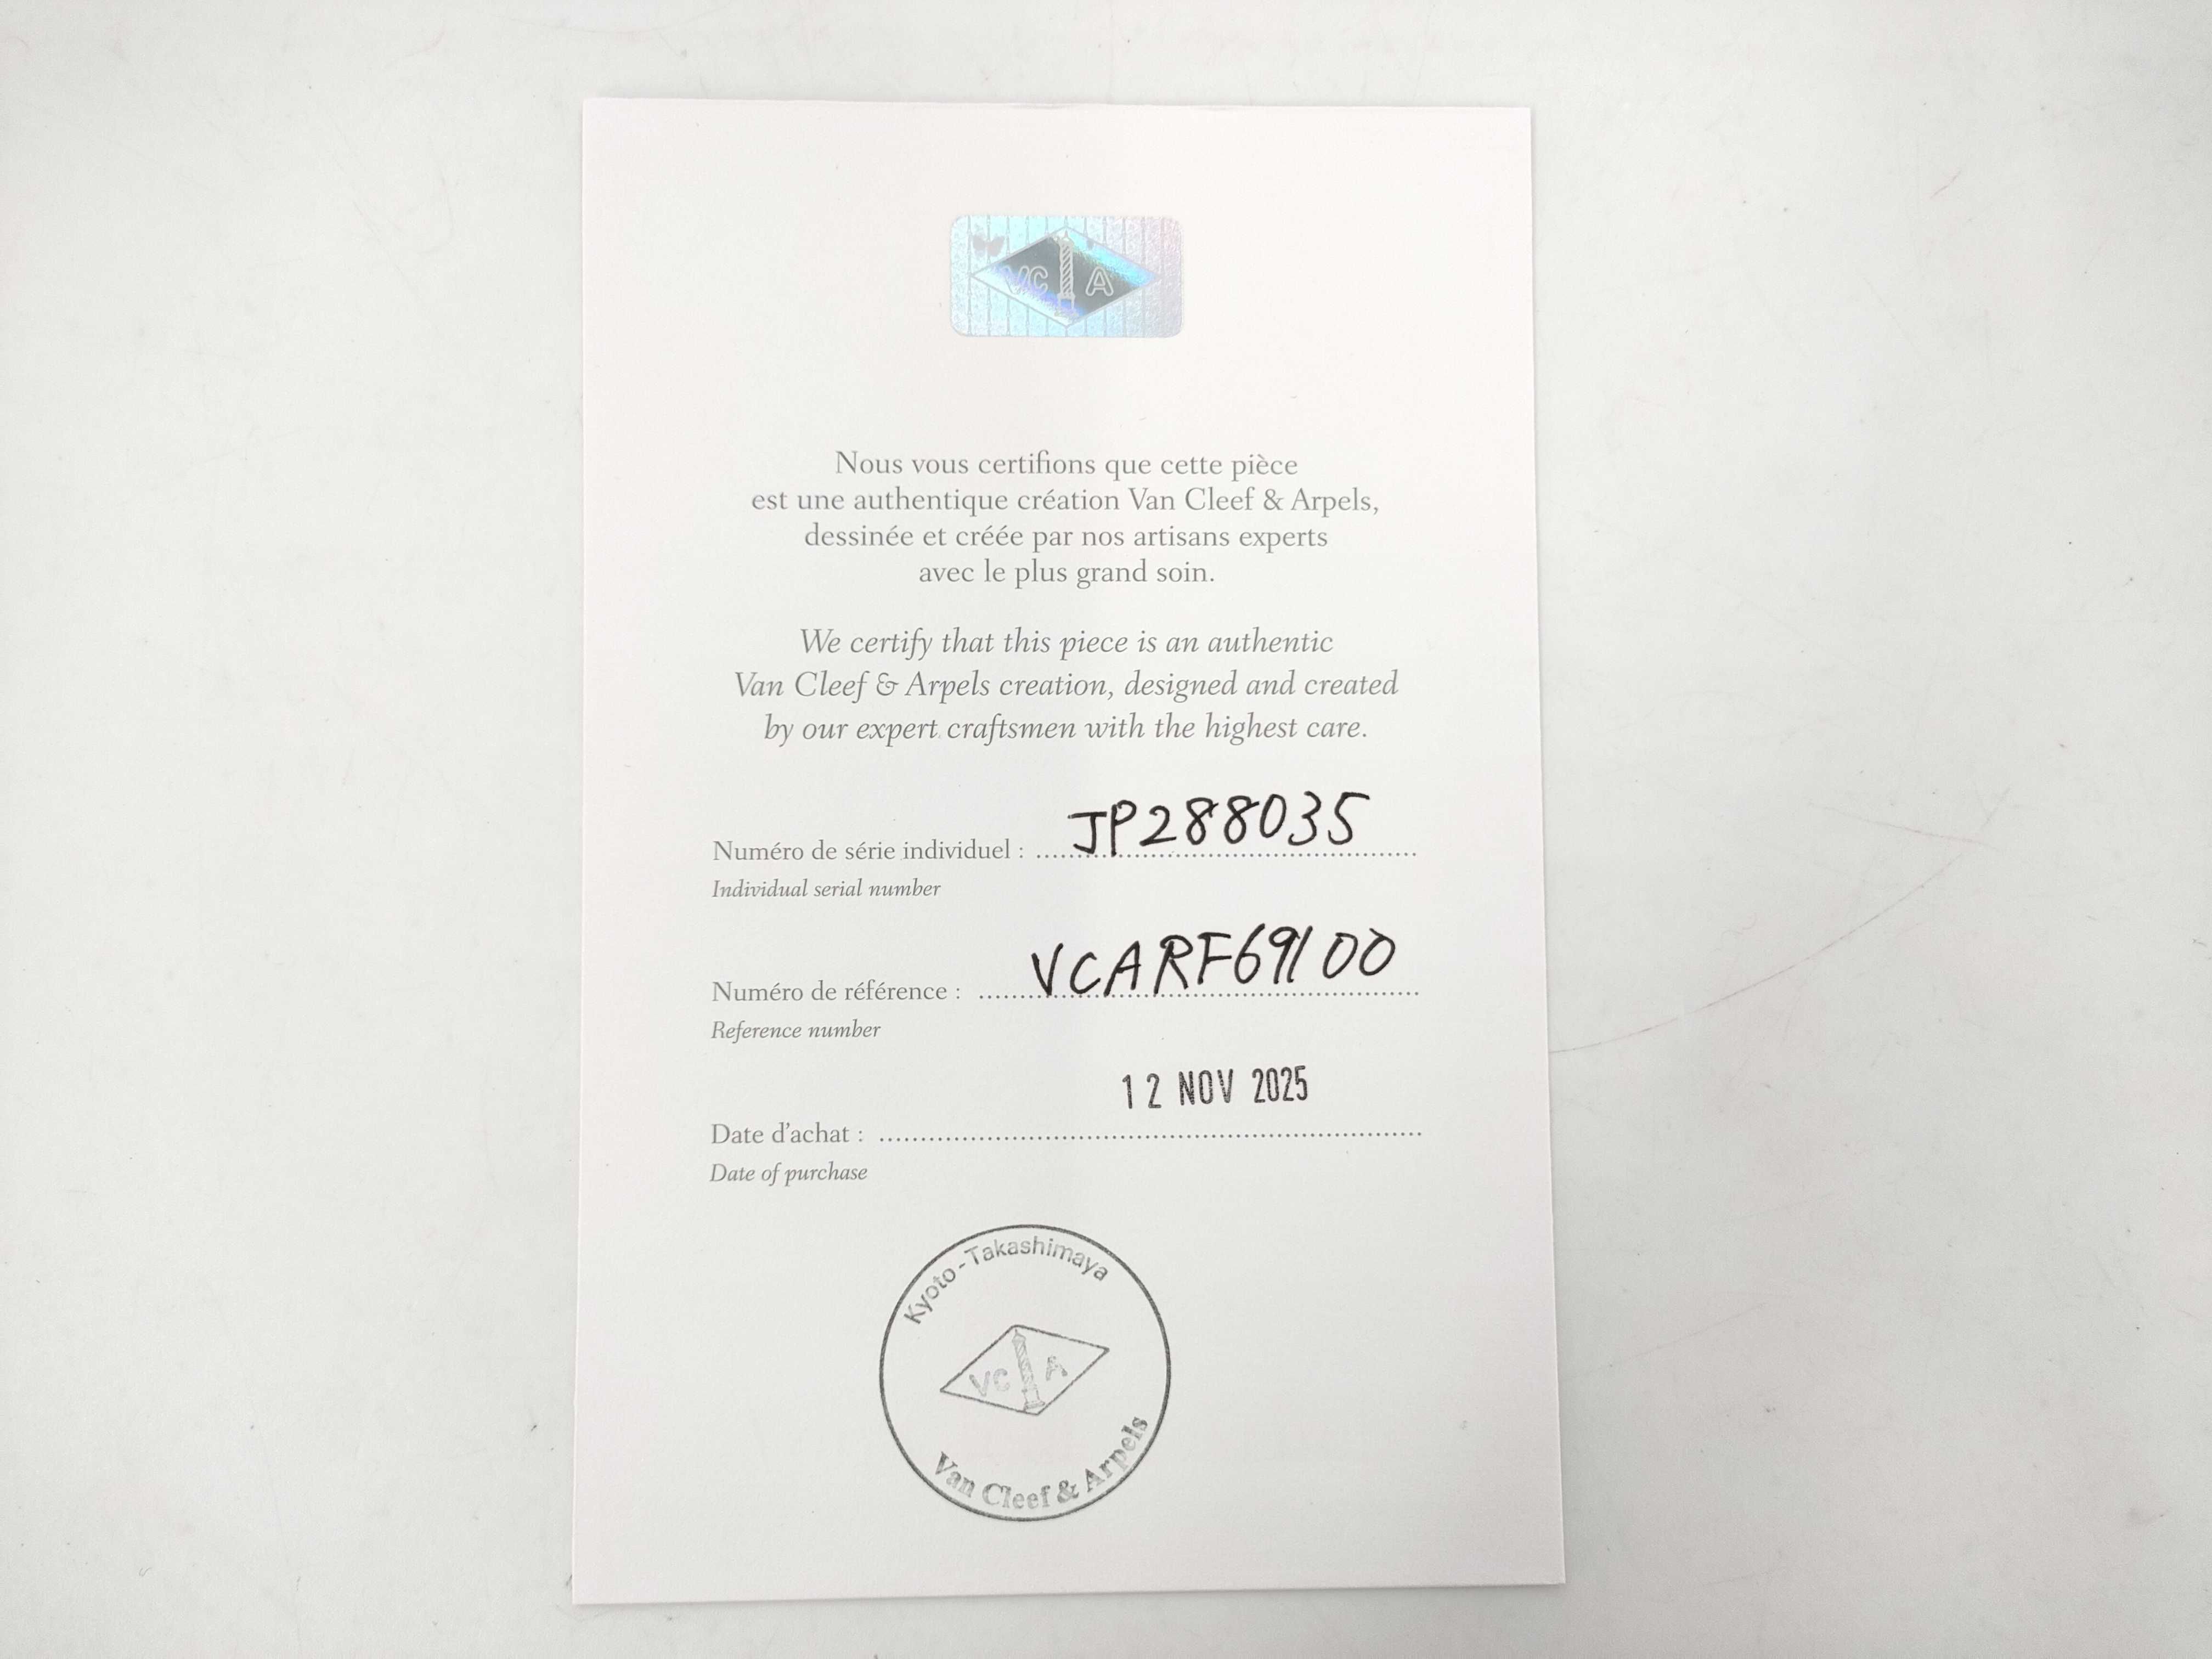 VC A
Nous vous certifions que cette pièce
est une authentique création Van Cleef & Arpels,
dessinée et créée par nos artisans experts
avec le plus grand soin.
We certify that this piece is an authentic
Van Cleef & Arpels creation, designed and created
by our expert craftsmen with the highest care.
Numéro de série individuel : JP288035
Individual serial number
Numéro de référence : VCARF69100
Reference number
12 NOV 2025
Date d'achat :
Date of purchase
Kyoto-Takashimaya
VC A
Van Cleef & Arpels